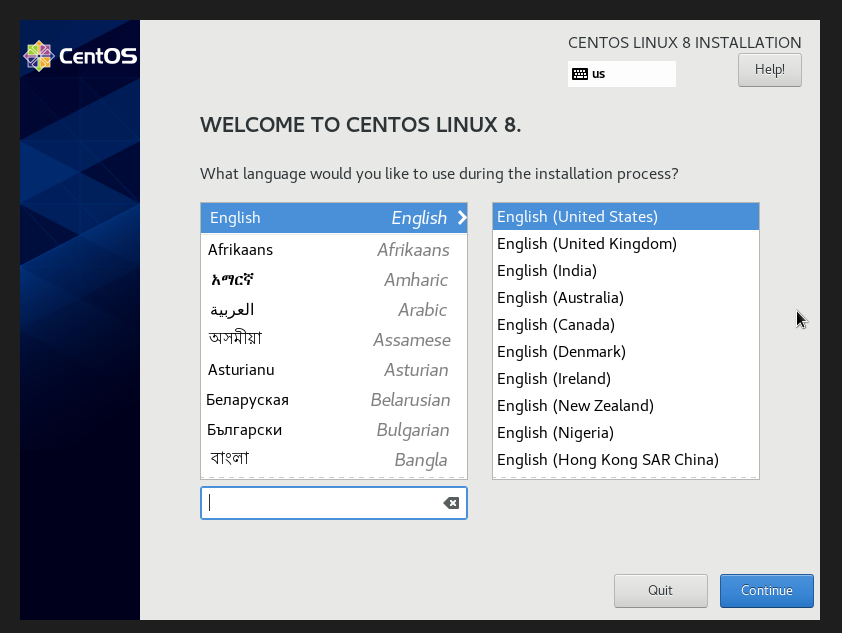 CentOS
CENTOS LINUX 8 INSTALLATION
us
Help!
WELCOME TO CENTOS LINUX 8.
What language would you like to use during the installation process?
English English
Afrikaans Afrikaans
አማርኛ Amharic
العربية Arabic
অসমীয়া Assamese
Asturianu Asturian
Беларуская Belarusian
Български Bulgarian
বাংলা Bangla
English (United States)
English (United Kingdom)
English (India)
English (Australia)
English (Canada)
English (Denmark)
English (Ireland)
English (New Zealand)
English (Nigeria)
English (Hong Kong SAR China)
Quit
Continue